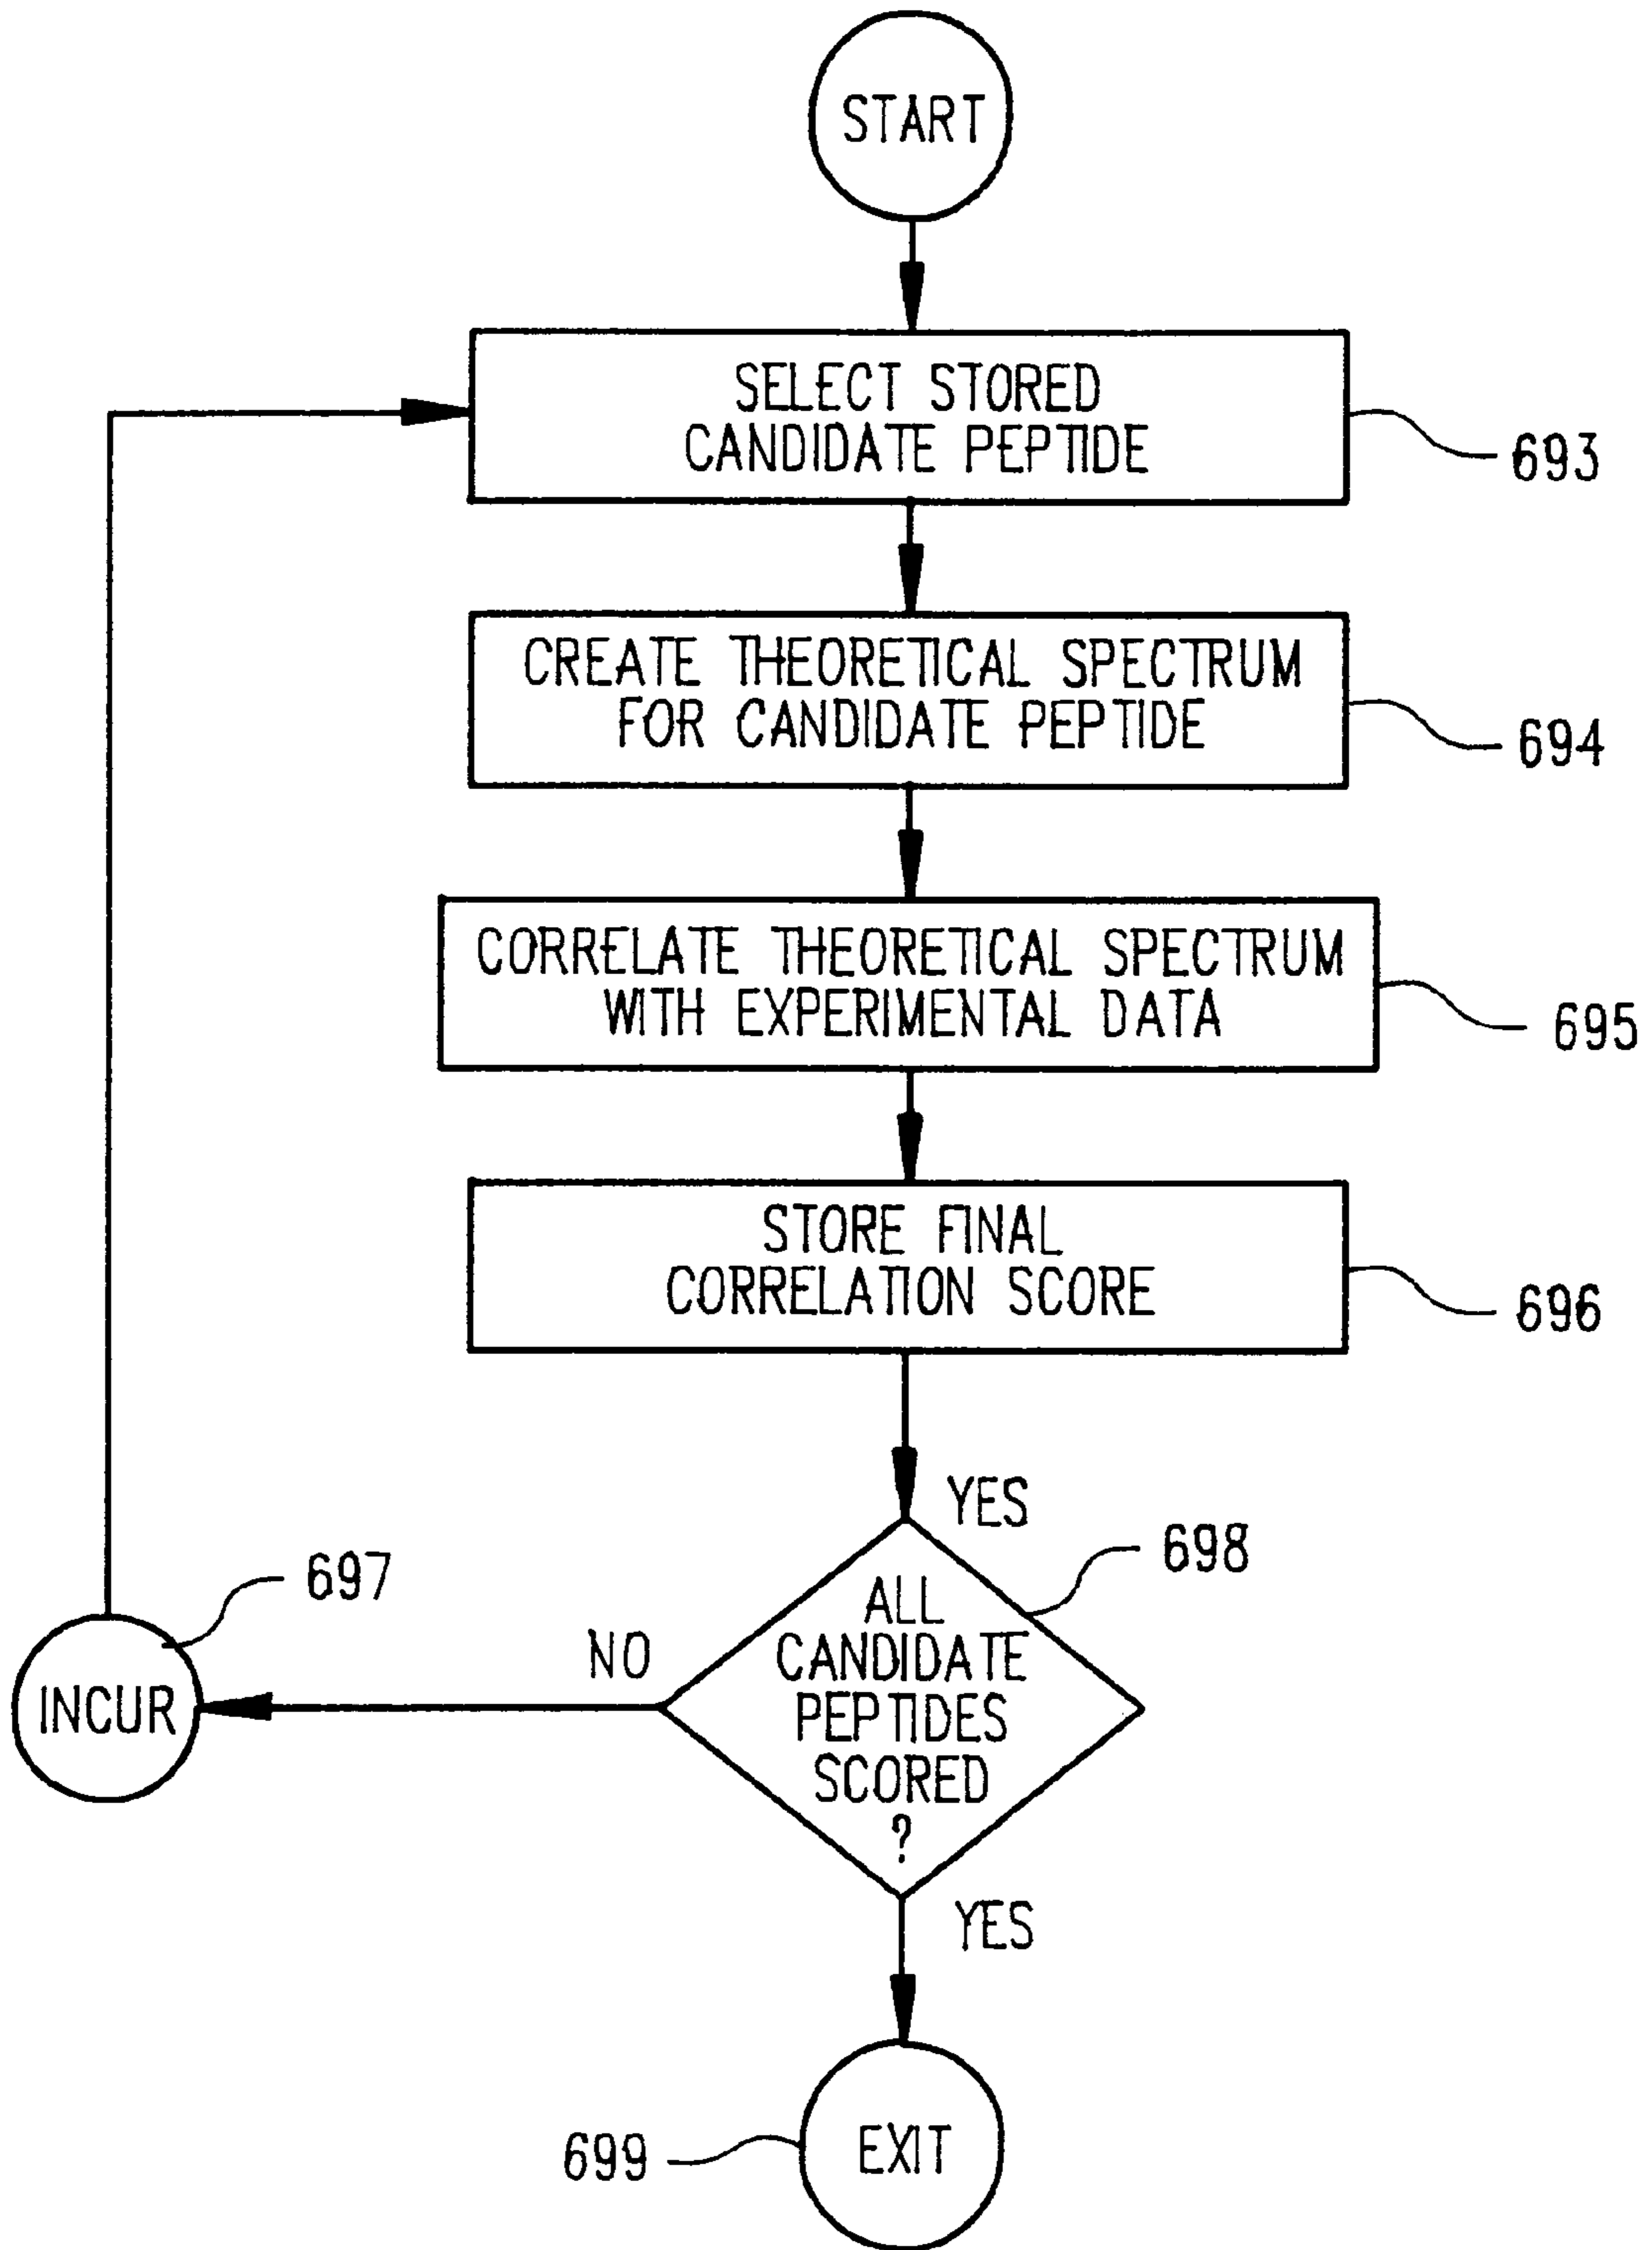 START
SELECT STORED
CANDIDATE PEPTIDE
693
CREATE THEORETICAL SPECTRUM
FOR CANDIDATE PEPTIDE
694
CORRELATE THEORETICAL SPECTRUM
WITH EXPERIMENTAL DATA
695
STORE FINAL
CORRELATION SCORE
696
YES
698
697
ALL
CANDIDATE
PEPTIDES
SCORED
?
NO
INCUR
YES
699
EXIT